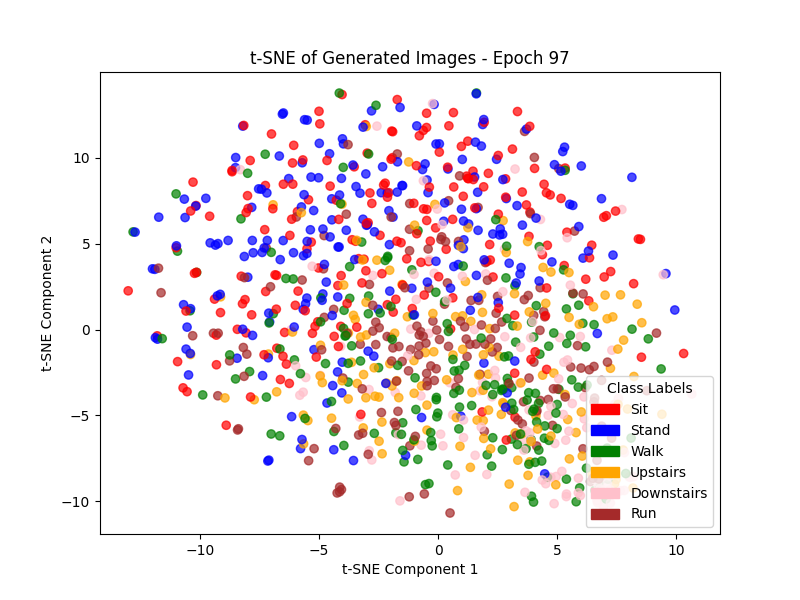 t-SNE of Generated Images - Epoch 97
t-SNE Component 2
10
5
0
−5
−10
Class Labels
Sit
Stand
Walk
Upstairs
Downstairs
Run
−10
−5
0
5
10
t-SNE Component 1